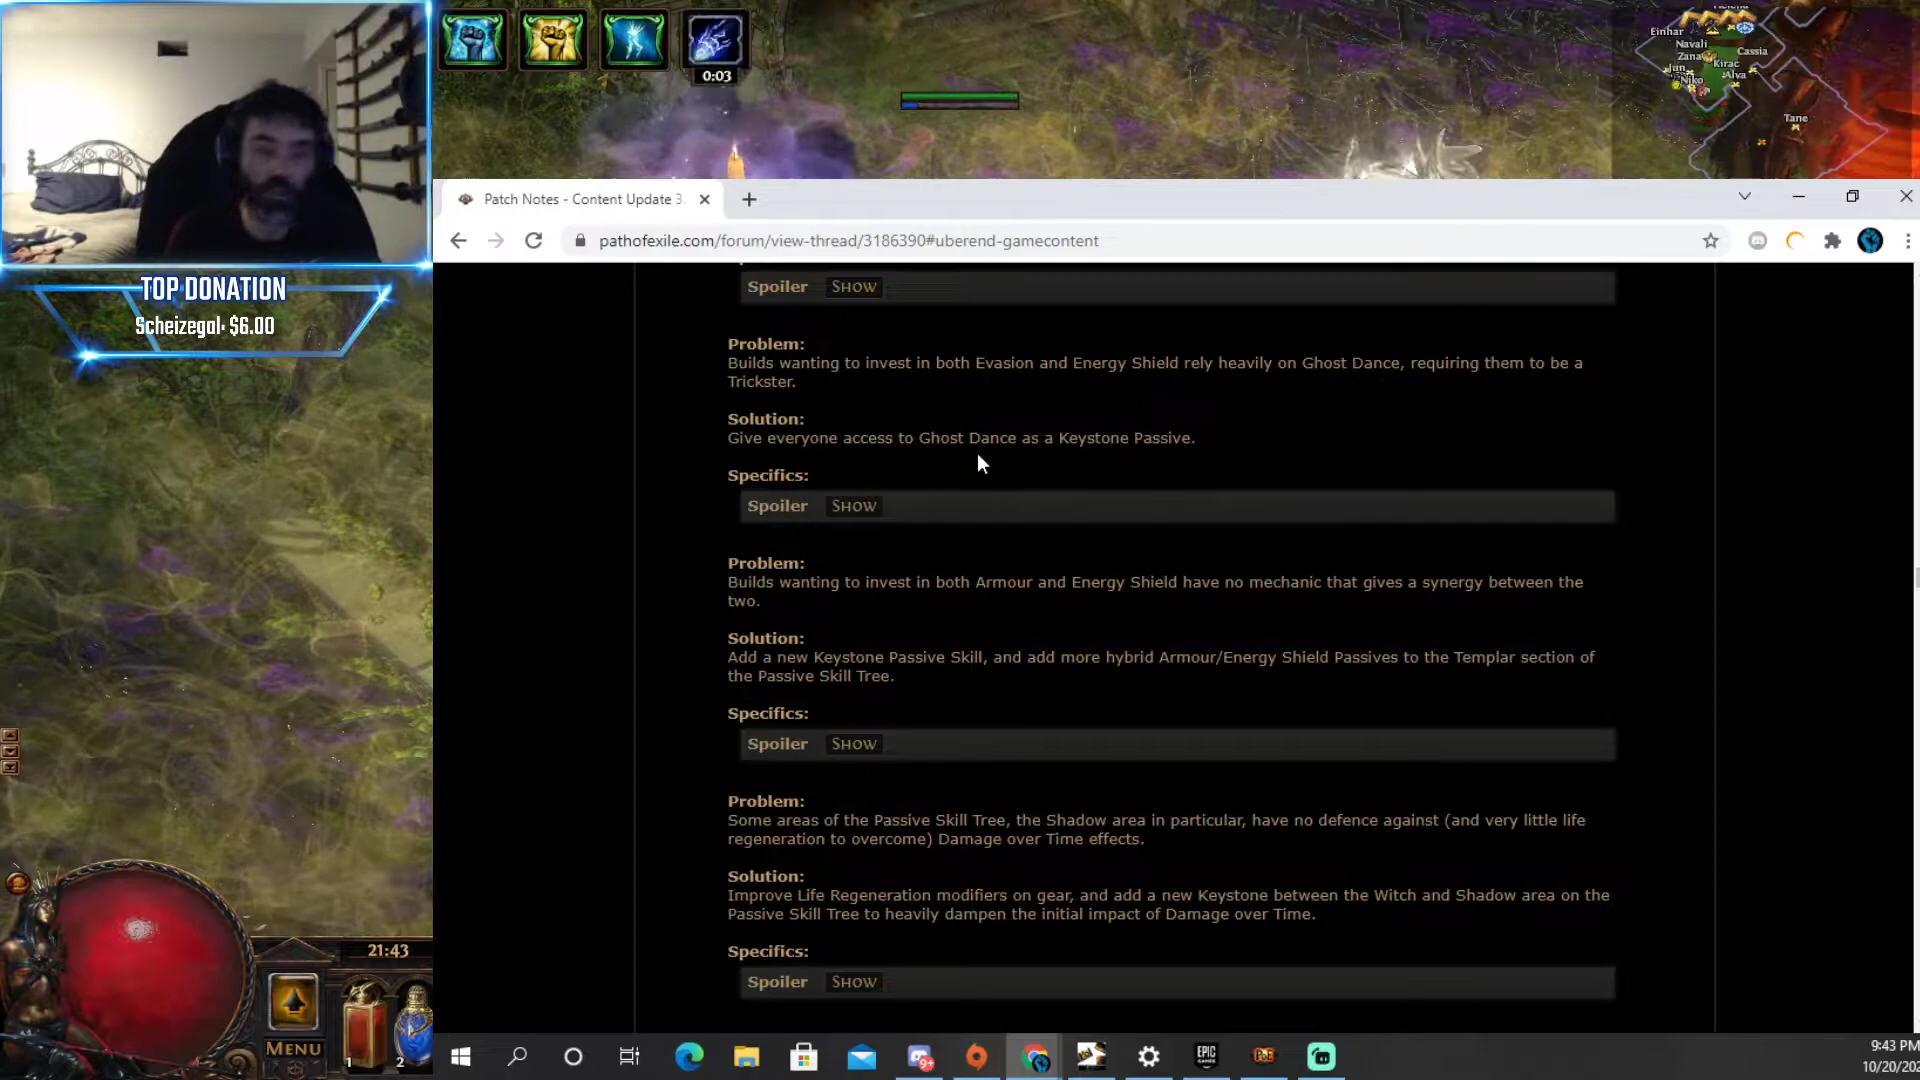 0:03
Einhar
Navali
Zana
Cassia
Jun
Kirac
Alva
Niko
Tane
TOP DONATION
Scheizegal: $6.00
Patch Notes - Content Update 3.
pathofexile.com/forum/view-thread/3186390#uberend-gamecontent
Spoiler SHOW
Problem:
Builds wanting to invest in both Evasion and Energy Shield rely heavily on Ghost Dance, requiring them to be a
Trickster.
Solution:
Give everyone access to Ghost Dance as a Keystone Passive.
Specifics:
Spoiler SHOW
Problem:
Builds wanting to invest in both Armour and Energy Shield have no mechanic that gives a synergy between the
two.
Solution:
Add a new Keystone Passive Skill, and add more hybrid Armour/Energy Shield Passives to the Templar section of
the Passive Skill Tree.
Specifics:
Spoiler SHOW
Problem:
Some areas of the Passive Skill Tree, the Shadow area in particular, have no defence against (and very little life
regeneration to overcome) Damage over Time effects.
Solution:
Improve Life Regeneration modifiers on gear, and add a new Keystone between the Witch and Shadow area on the
Passive Skill Tree to heavily dampen the initial impact of Damage over Time.
Specifics:
Spoiler SHOW
21:43
MENU
1 2
9+
EPIC
GAMES
PoE
9:43 PM
10/20/202